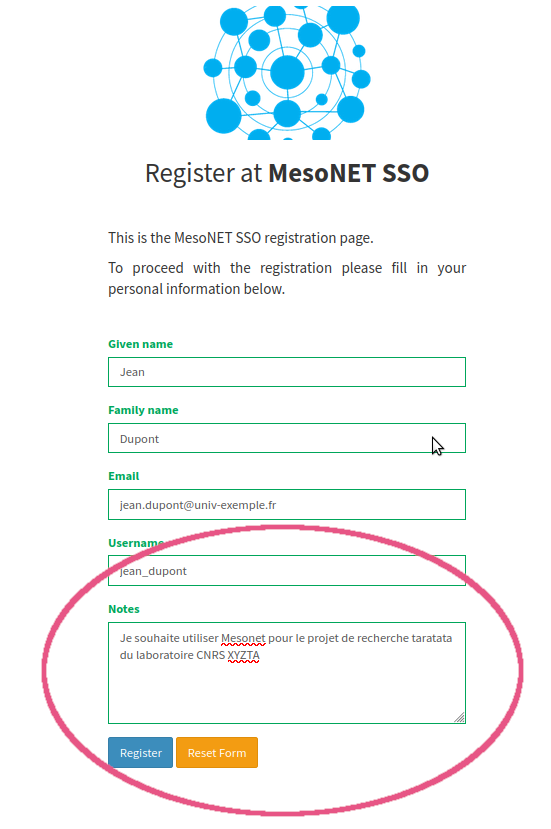 Register at MesoNET SSO
This is the MesoNET SSO registration page.
To proceed with the registration please fill in your
personal information below.
Given name
Jean
Family name
Dupont
Email
jean.dupont@univ-exemple.fr
Username
jean_dupont
Notes
Je souhaite utiliser Mesonet pour le projet de recherche taratata
du laboratoire CNRS XYZTA
Register Reset Form